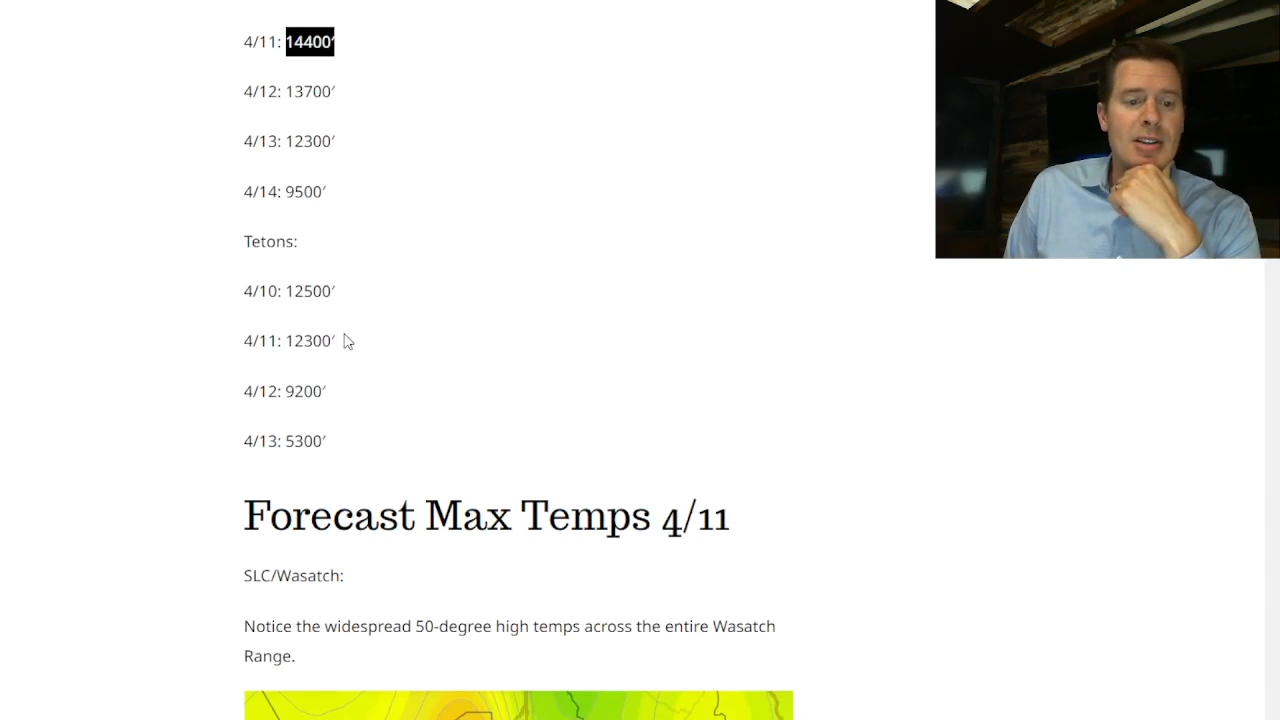 4/11: 14400′
4/12: 13700′
4/13: 12300′
4/14: 9500′
Tetons:
4/10: 12500′
4/11: 12300′
4/12: 9200′
4/13: 5300′
Forecast Max Temps 4/11
SLC/Wasatch:
Notice the widespread 50-degree high temps across the entire Wasatch
Range.